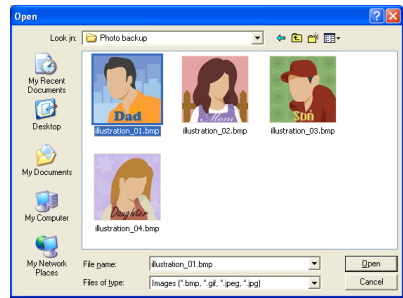 Open
Look in:
Photo backup
My Recent
Documents
Desktop
My Documents
My Computer
My Network
Places
Dad
illustration_01.bmp
Mom
illustration_02.bmp
Son
illustration_03.bmp
Daughter
illustration_04.bmp
File name:
illustration_01.bmp
Open
Files of type:
Images (*.bmp, *.gif, *.jpeg, *.jpg)
Cancel